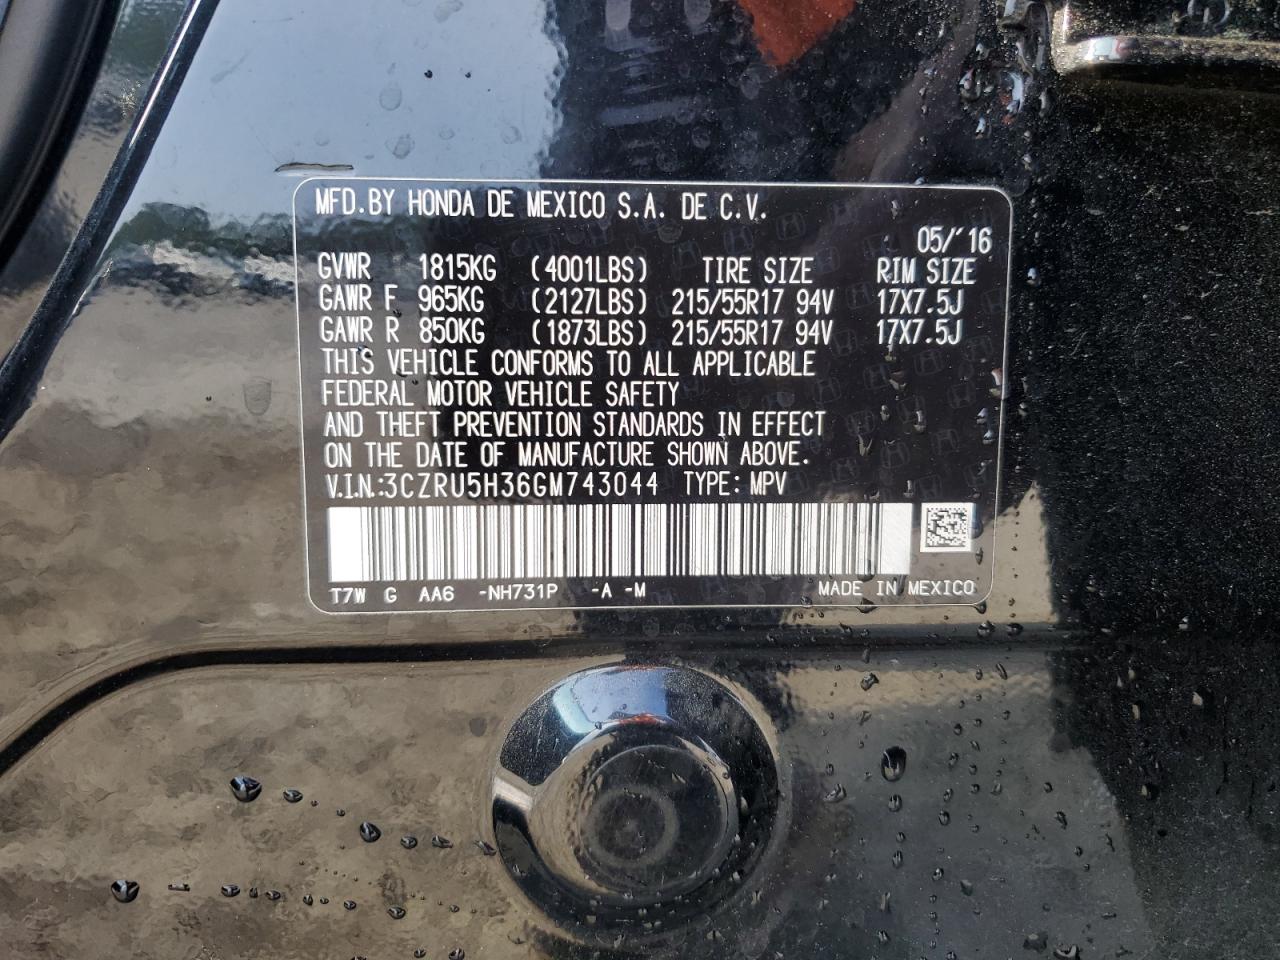 MFD.BY HONDA DE MEXICO S.A. DE C.V.
05/'16
GVWR 1815KG (4001LBS) TIRE SIZE RIM SIZE
GAWR F 965KG (2127LBS) 215/55R17 94V 17X7.5J
GAWR R 850KG (1873LBS) 215/55R17 94V 17X7.5J
THIS VEHICLE CONFORMS TO ALL APPLICABLE
FEDERAL MOTOR VEHICLE SAFETY
AND THEFT PREVENTION STANDARDS IN EFFECT
ON THE DATE OF MANUFACTURE SHOWN ABOVE.
V.I.N.:3CZRU5H36GM743044 TYPE: MPV
T7W G AA6 -NH731P -A -M MADE IN MEXICO